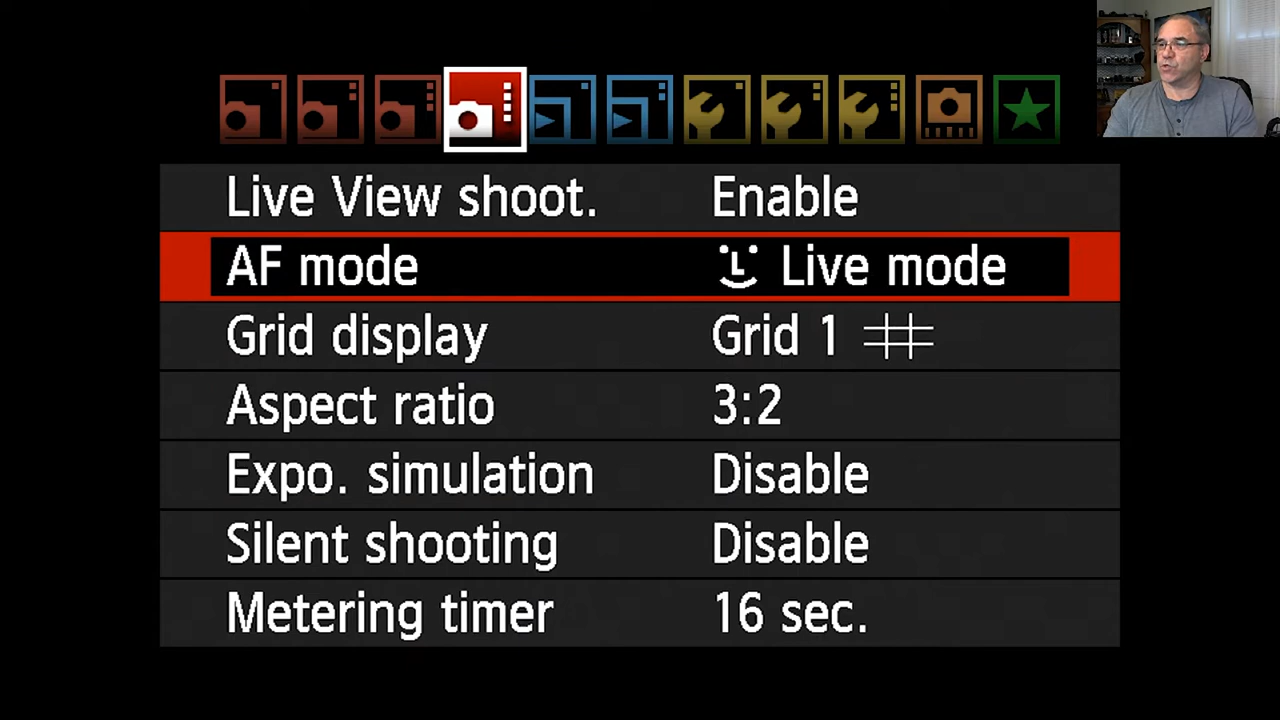 Live View shoot. Enable
AF mode Live mode
Grid display Grid 1
Aspect ratio 3:2
Expo. simulation Disable
Silent shooting Disable
Metering timer 16 sec.